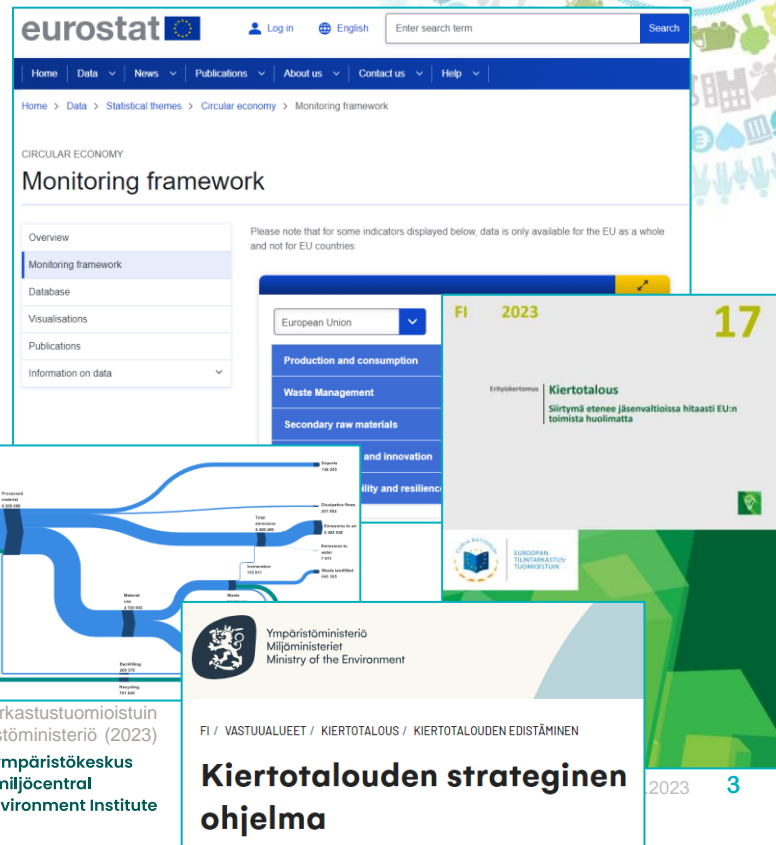 eurostat
Log in
English
Enter search term
Search
Home
Data
News
Publications
About us
Contact us
Help
Home > Data > Statistical themes > Circular economy > Monitoring framework
CIRCULAR ECONOMY
Monitoring framework
Overview
Monitoring framework
Database
Visualisations
Publications
Information on data
Please note that for some indicators displayed below, data is only available for the EU as a whole
and not for EU countries.
European Union
Production and consumption
Waste Management
Secondary raw materials
and innovation
ility and resilience
FI 2023
17
Erityiskertomus
Kiertotalous
Siirtymä etenee jäsenvaltioissa hitaasti EU:n
toimista huolimatta
EUROOPAN
TILINTARKASTUS-
TUOMIOISTUIN
Processed
material
Exports
Dissipative flows
Total
emissions
Emissions to air
Emissions to
water
Incineration
Waste landfilled
Material
use
Waste
Backfilling
Recycling
Ympäristöministeriö
Miljöministeriet
Ministry of the Environment
FI / VASTUUALUEET / KIERTOTALOUS / KIERTOTALOUDEN EDISTÄMINEN
Kiertotalouden strateginen
ohjelma
rkastustuomioistuin
stöministeriö (2023)
mpäristökeskus
miljöcentral
vironment Institute
.2023
3